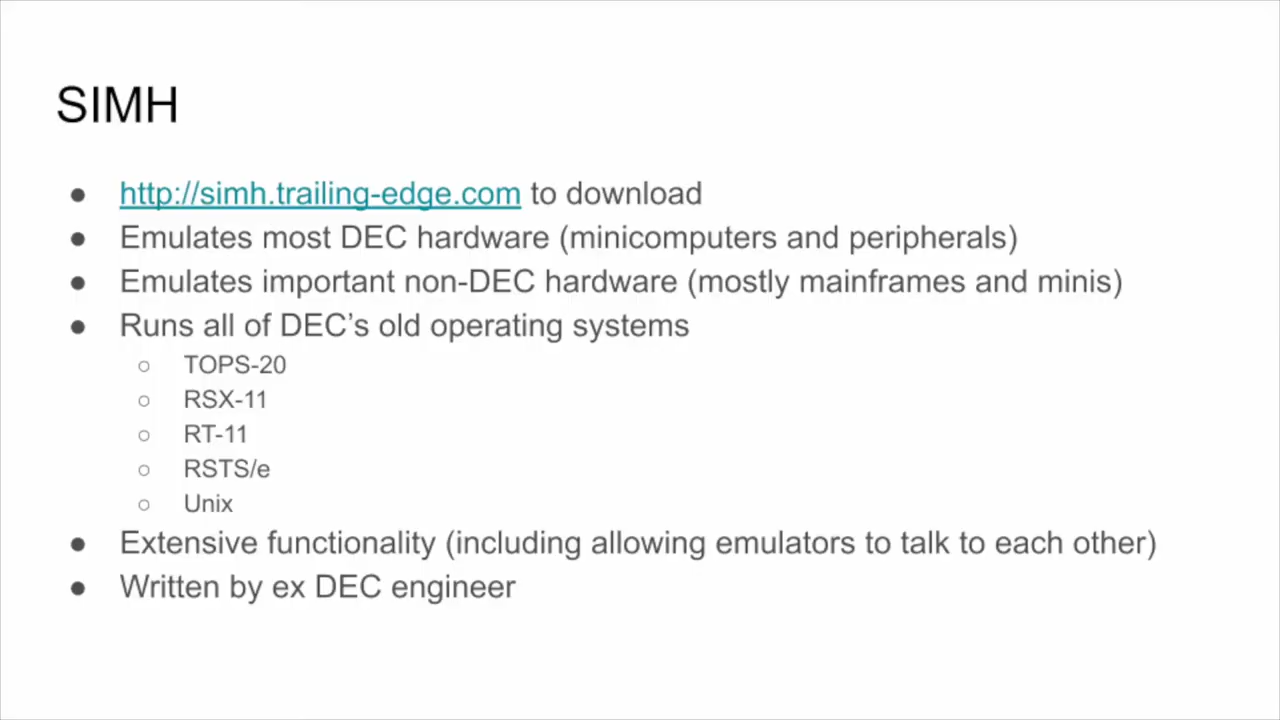 SIMH
● http://simh.trailing-edge.com to download
● Emulates most DEC hardware (minicomputers and peripherals)
● Emulates important non-DEC hardware (mostly mainframes and minis)
● Runs all of DEC’s old operating systems
○ TOPS-20
○ RSX-11
○ RT-11
○ RSTS/e
○ Unix
● Extensive functionality (including allowing emulators to talk to each other)
● Written by ex DEC engineer